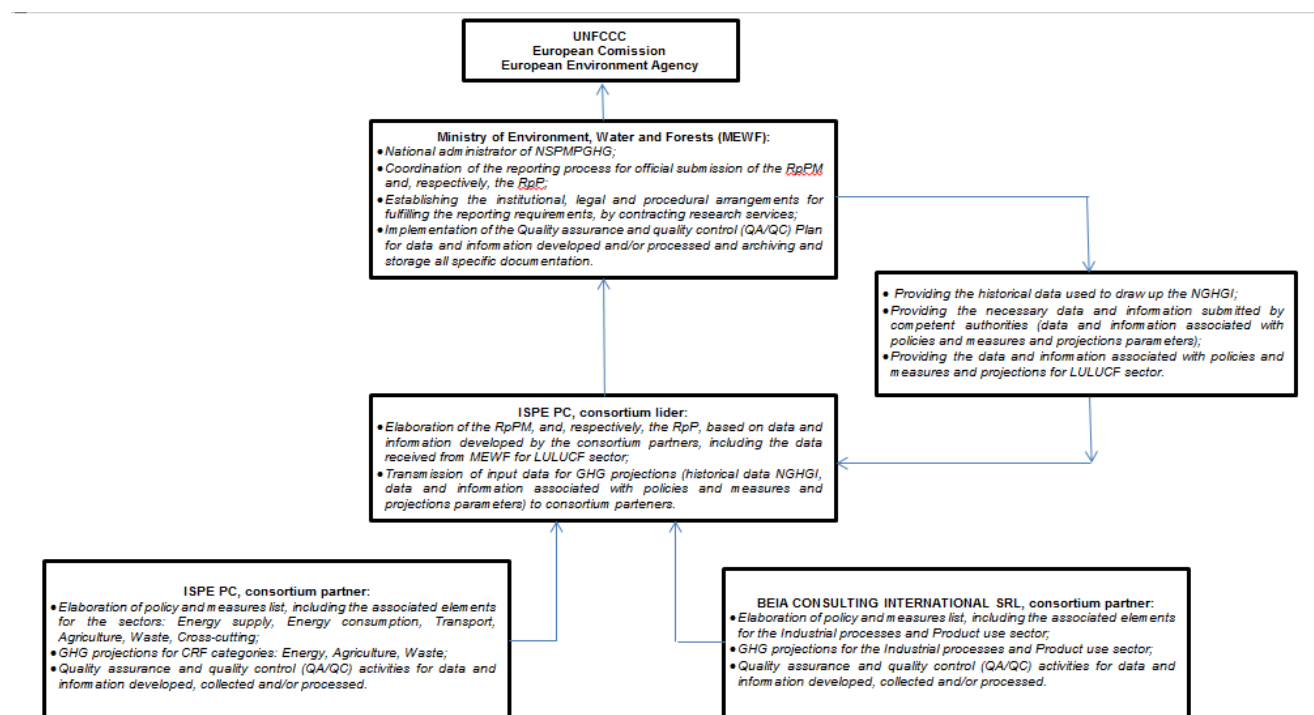 UNFCCC
European Comission
European Environment Agency
Ministry of Environment, Water and Forests (MEWF):
•National administrator of NSPMPGHG;
•Coordination of the reporting process for official submission of the RpPM
and, respectively, the RpP;
•Establishing the institutional, legal and procedural arrangements for
fulfilling the reporting requirements, by contracting research services;
•Implementation of the Quality assurance and quality control (QA/QC) Plan
for data and information developed and/or processed and archiving and
storage all specific documentation.
• Providing the historical data used to draw up the NGHGI;
•Providing the necessary data and information submitted by
competent authorities (data and information associated with
policies and measures and projections parameters);
•Providing the data and information associated with policies and
measures and projections for LULUCF sector.
ISPE PC, consortium lider:
•Elaboration of the RpPM, and, respectively, the RpP, based on data and
information developed by the consortium partners, including the data
received from MEWF for LULUCF sector;
•Transmission of input data for GHG projections (historical data NGHGI,
data and information associated with policies and measures and
projections parameters) to consortium parteners.
ISPE PC, consortium partner:
•Elaboration of policy and measures list, including the associated elements
for the sectors: Energy supply, Energy consumption, Transport,
Agriculture, Waste, Cross-cutting;
•GHG projections for CRF categories: Energy, Agriculture, Waste;
•Quality assurance and quality control (QA/QC) activities for data and
information developed, collected and/or processed.
BEIA CONSULTING INTERNATIONAL SRL, consortium partner:
•Elaboration of policy and measures list, including the associated elements
for the Industrial processes and Product use sector;
•GHG projections for the Industrial processes and Product use sector;
•Quality assurance and quality control (QA/QC) activities for data and
information developed, collected and/or processed.